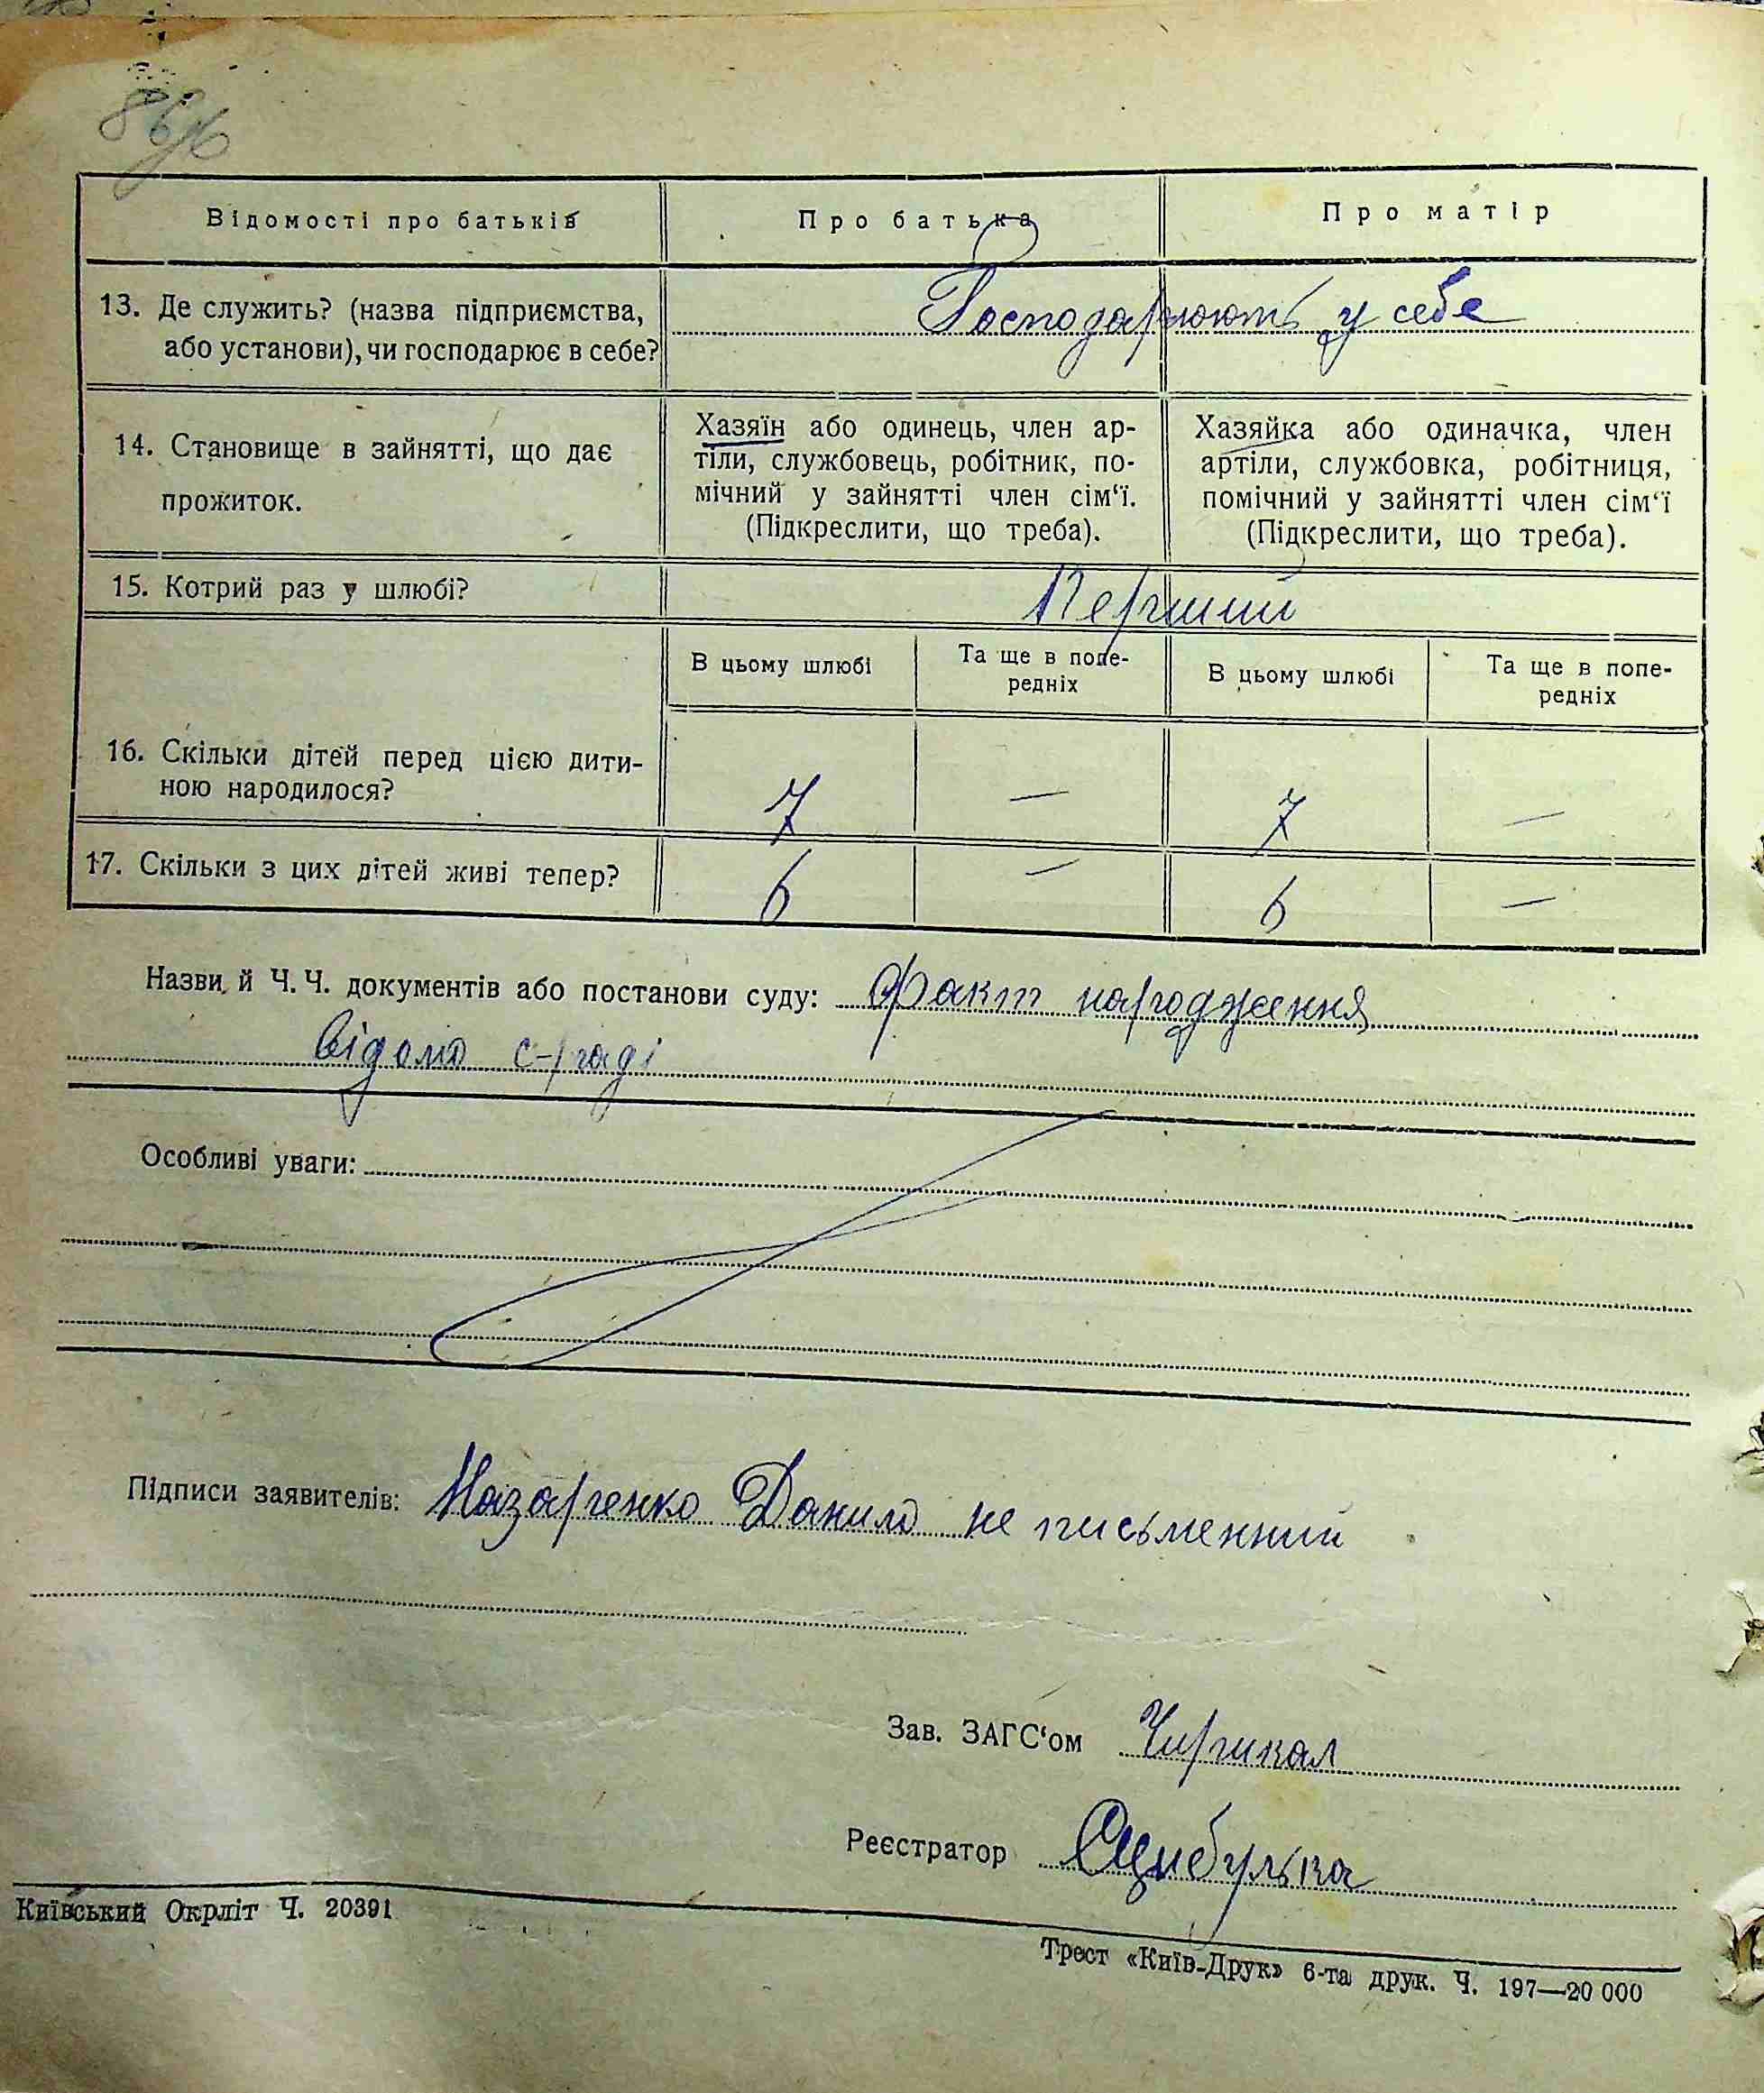 Відомості про батьків
Про батька
Про матір
13. Де служить? (назва підприємства,
або установи), чи господарює в себе?
Господарюють у себе
14. Становище в зайнятті, що дає
прожиток.
Хазяїн або одинець, член ар-
тіли, службовець, робітник, по-
мічний у зайнятті член сім‘ї.
(Підкреслити, що треба).
Хазяйка або одиначка, член
артіли, службовка, робітниця,
помічний у зайнятті член сім‘ї
(Підкреслити, що треба).
15. Котрий раз у шлюбі?
Перший
В цьому шлюбі
Та ще в попе-
редніх
В цьому шлюбі
Та ще в попе-
редніх
16. Скільки дітей перед цією дити-
ною народилося?
7 — 7 —
17. Скільки з цих дітей живі тепер?
6 — 6 —
Назви й Ч. Ч. документів або постанови суду: Факт народження
відомо с-раді
Особливі уваги:
Підписи заявителів: Назаренко Данило не письменний
Зав. ЗАГС‘ом
Реєстратор Єцибулька
Київський Окрліт Ч. 20391
Трест «Київ-Друк» 6-та друк. Ч. 197—20 000